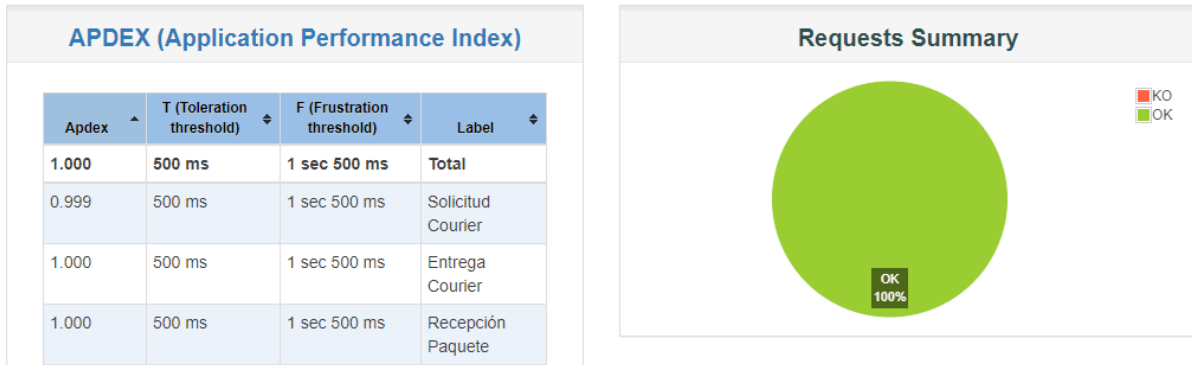 APDEX (Application Performance Index)
Apdex T (Toleration threshold) F (Frustration threshold) Label
1.000 500 ms 1 sec 500 ms Total
0.999 500 ms 1 sec 500 ms Solicitud Courier
1.000 500 ms 1 sec 500 ms Entrega Courier
1.000 500 ms 1 sec 500 ms Recepción Paquete
Requests Summary
KO
OK
OK
100%